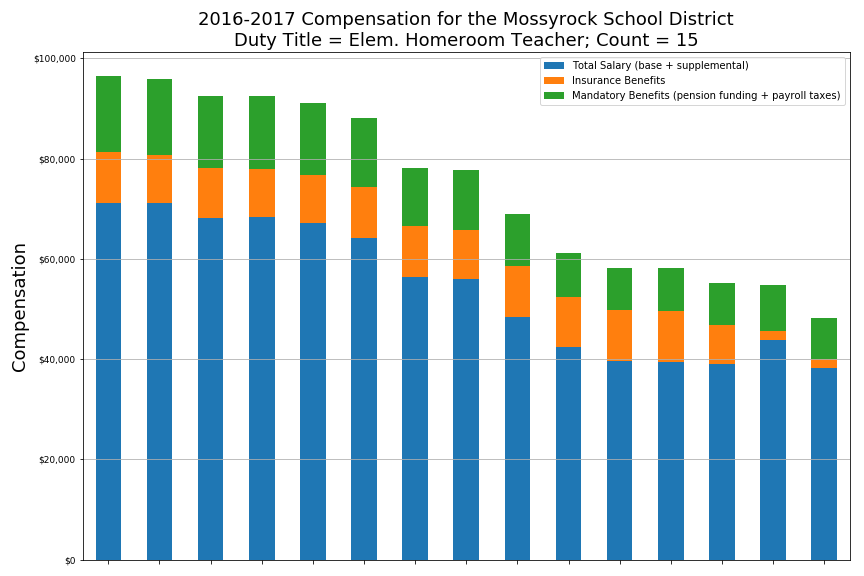 2016-2017 Compensation for the Mossyrock School District
Duty Title = Elem. Homeroom Teacher; Count = 15
$100,000
Total Salary (base + supplemental)
Insurance Benefits
Mandatory Benefits (pension funding + payroll taxes)
$80,000
$60,000
Compensation
$40,000
$20,000
$0